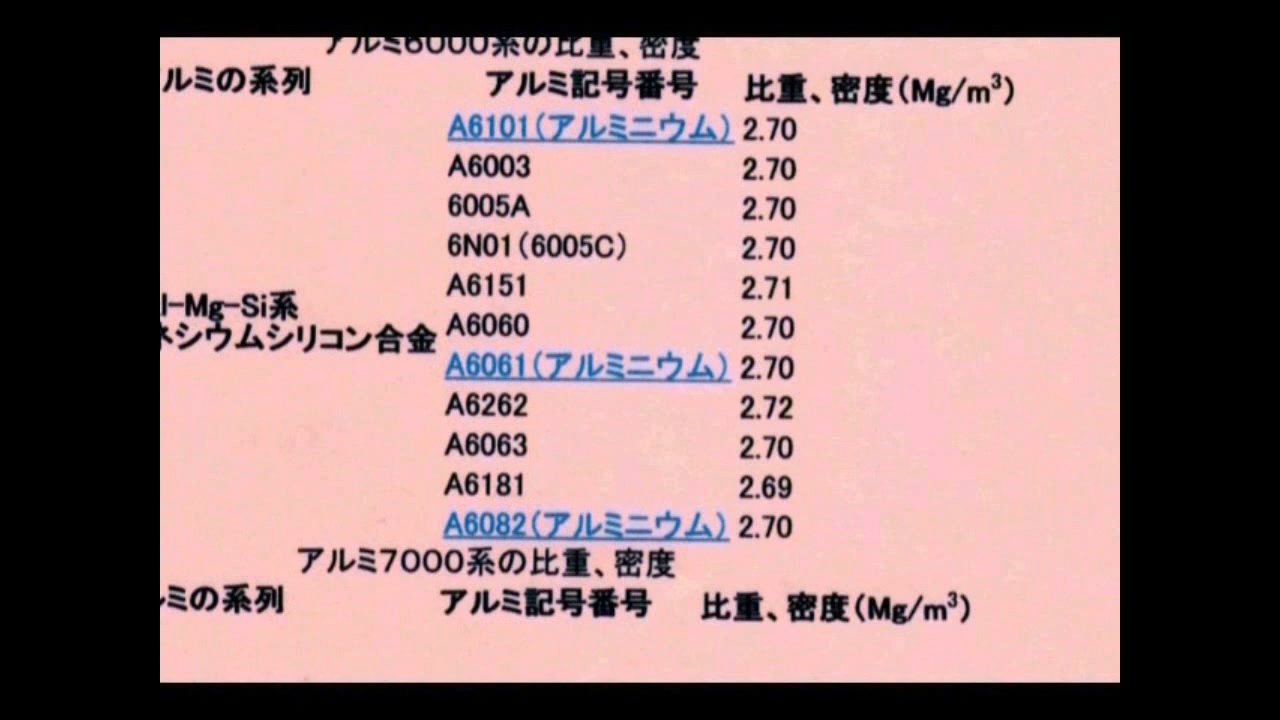 アルミ6000系の比重、密度
ルミの系列 アルミ記号番号 比重、密度(Mg/m³)
A6101(アルミニウム) 2.70
A6003 2.70
6005A 2.70
6N01(6005C) 2.70
A6151 2.71
l-Mg-Si系
ネシウムシリコン合金 A6060 2.70
A6061(アルミニウム) 2.70
A6262 2.72
A6063 2.70
A6181 2.69
A6082(アルミニウム) 2.70
アルミ7000系の比重、密度
ルミの系列 アルミ記号番号 比重、密度(Mg/m³)